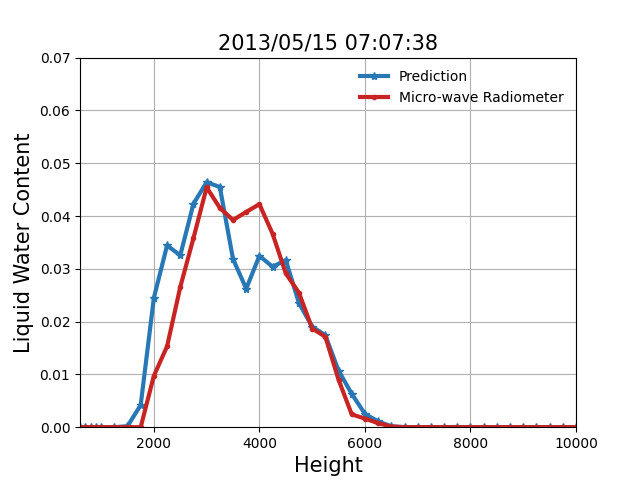 2013/05/15 07:07:38
Prediction
Micro-wave Radiometer
Liquid Water Content
0.07
0.06
0.05
0.04
0.03
0.02
0.01
0.00
2000 4000 6000 8000 10000
Height